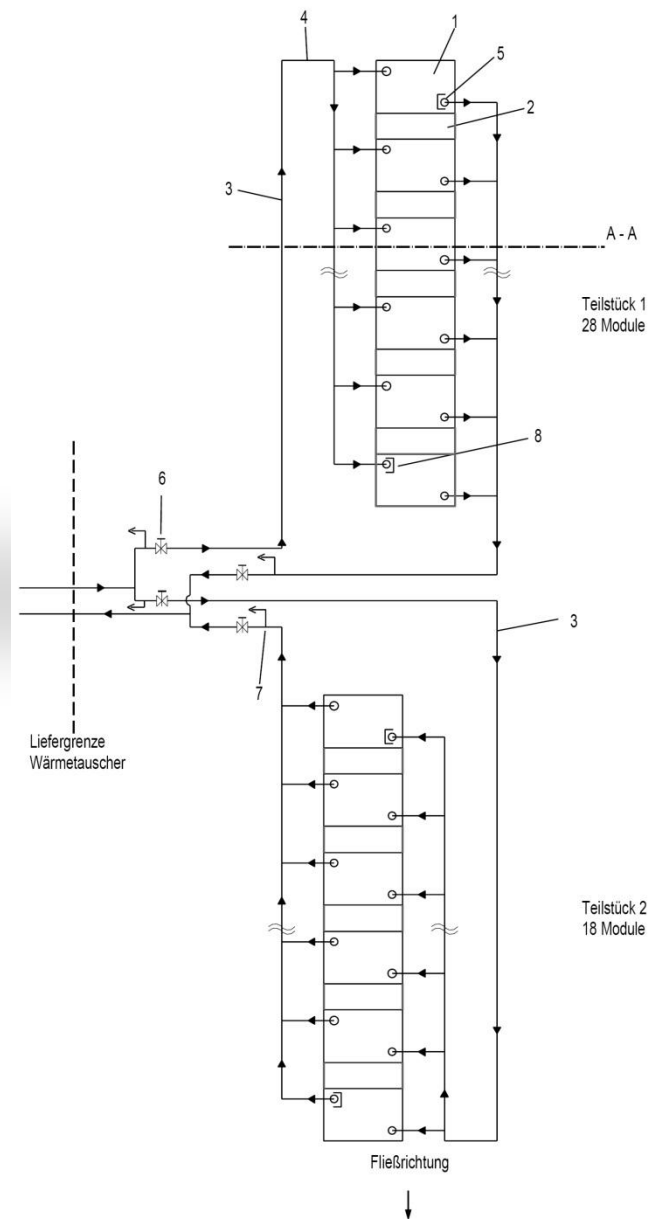 4
1
5
2
3
A - A
Teilstück 1
28 Module
8
6
3
7
Liefergrenze
Wärmetauscher
Teilstück 2
18 Module
Fließrichtung